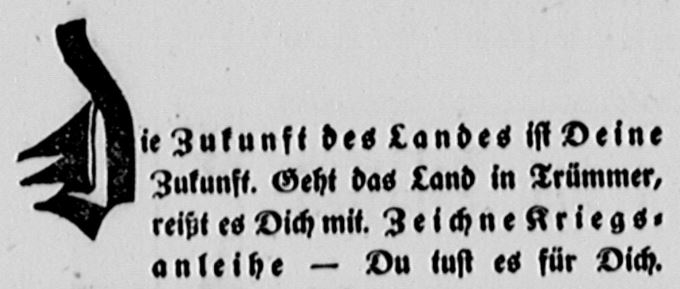 Die Zukunft des Landes ist Deine
Zukunft. Geht das Land in Trümmer,
reißt es Dich mit. Zeichne Kriegs-
anleihe — Du tust es für Dich.